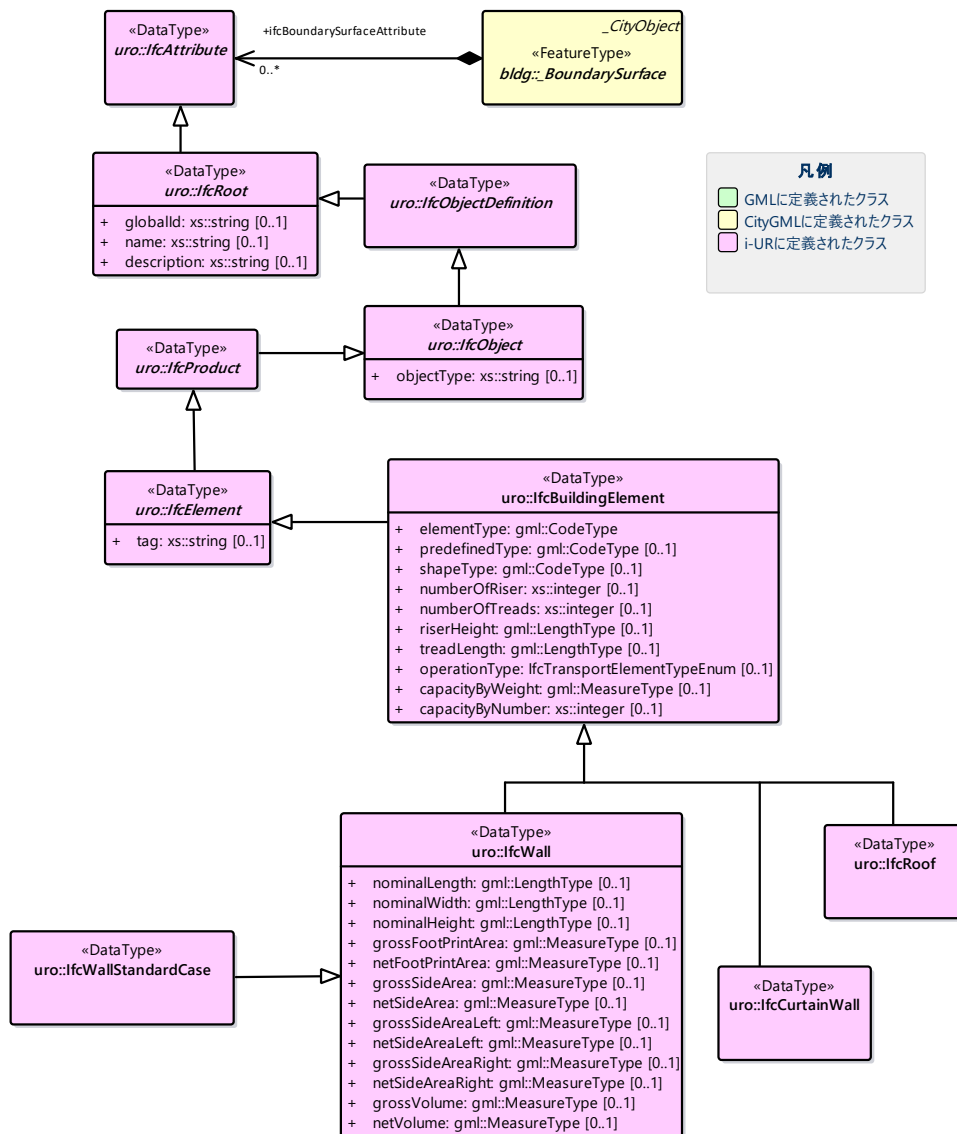 «DataType»
uro::IfcAttribute
+ifcBoundarySurfaceAttribute
0..*
_CityObject
«FeatureType»
bldg::_BoundarySurface
«DataType»
uro::IfcRoot
+ globalId: xs::string [0..1]
+ name: xs::string [0..1]
+ description: xs::string [0..1]
«DataType»
uro::IfcObjectDefinition
凡例
GMLに定義されたクラス
CityGMLに定義されたクラス
i-URに定義されたクラス
«DataType»
uro::IfcProduct
«DataType»
uro::IfcObject
+ objectType: xs::string [0..1]
«DataType»
uro::IfcElement
+ tag: xs::string [0..1]
«DataType»
uro::IfcBuildingElement
+ elementType: gml::CodeType
+ predefinedType: gml::CodeType [0..1]
+ shapeType: gml::CodeType [0..1]
+ numberOfRiser: xs::integer [0..1]
+ numberOfTreads: xs::integer [0..1]
+ riserHeight: gml::LengthType [0..1]
+ treadLength: gml::LengthType [0..1]
+ operationType: IfcTransportElementTypeEnum [0..1]
+ capacityByWeight: gml::MeasureType [0..1]
+ capacityByNumber: xs::integer [0..1]
«DataType»
uro::IfcWall
+ nominalLength: gml::LengthType [0..1]
+ nominalWidth: gml::LengthType [0..1]
+ nominalHeight: gml::LengthType [0..1]
+ grossFootPrintArea: gml::MeasureType [0..1]
+ netFootPrintArea: gml::MeasureType [0..1]
+ grossSideArea: gml::MeasureType [0..1]
+ netSideArea: gml::MeasureType [0..1]
+ grossSideAreaLeft: gml::MeasureType [0..1]
+ netSideAreaLeft: gml::MeasureType [0..1]
+ grossSideAreaRight: gml::MeasureType [0..1]
+ netSideAreaRight: gml::MeasureType [0..1]
+ grossVolume: gml::MeasureType [0..1]
+ netVolume: gml::MeasureType [0..1]
«DataType»
uro::IfcRoof
«DataType»
uro::IfcWallStandardCase
«DataType»
uro::IfcCurtainWall